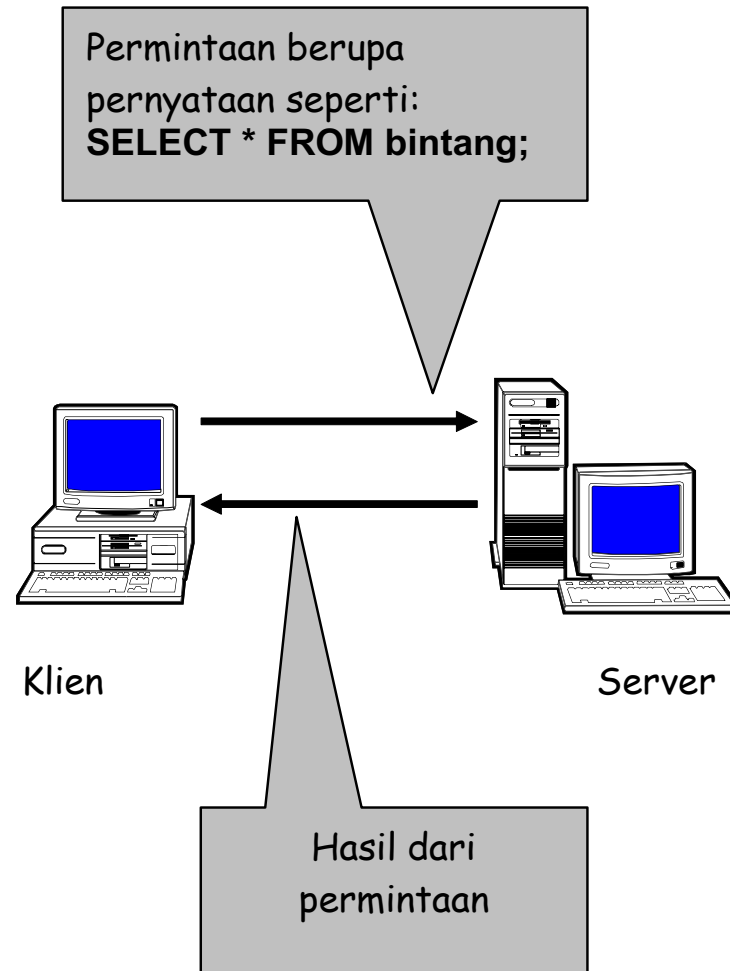 Permintaan berupa
pernyataan seperti:
SELECT * FROM bintang;
Klien
Server
Hasil dari
permintaan